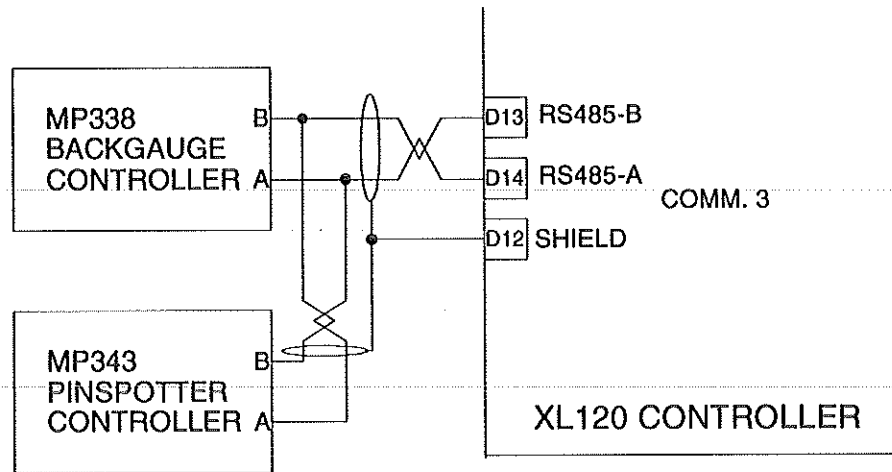 MP338
BACKGAUGE
CONTROLLER
B
A
D13 RS485-B
D14 RS485-A
COMM. 3
D12 SHIELD
MP343
PINSPOTTER
CONTROLLER
B
A
XL120 CONTROLLER